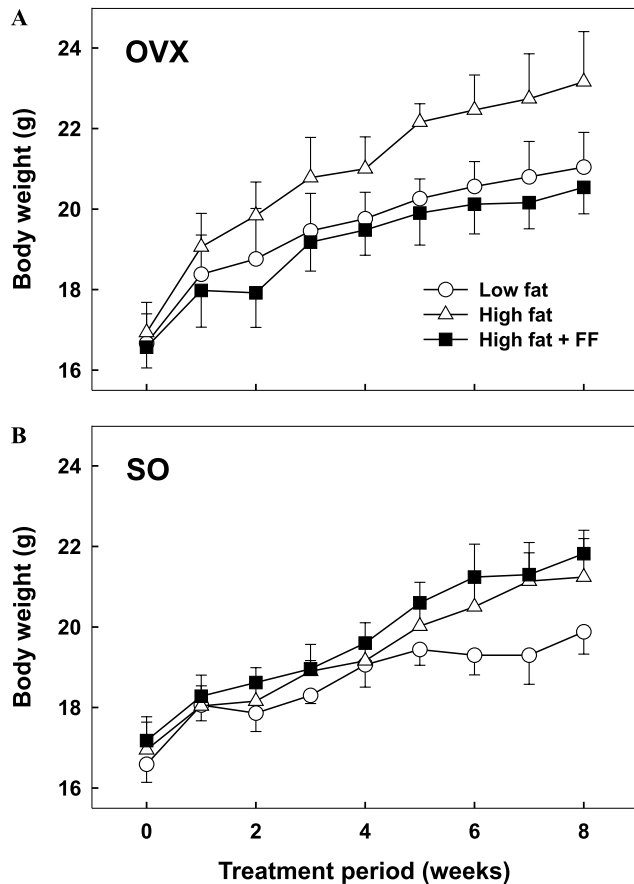 A
OVX
Body weight (g)
24
22
20
18
16
Low fat
High fat
High fat + FF
B
SO
Body weight (g)
24
22
20
18
16
0 2 4 6 8
Treatment period (weeks)